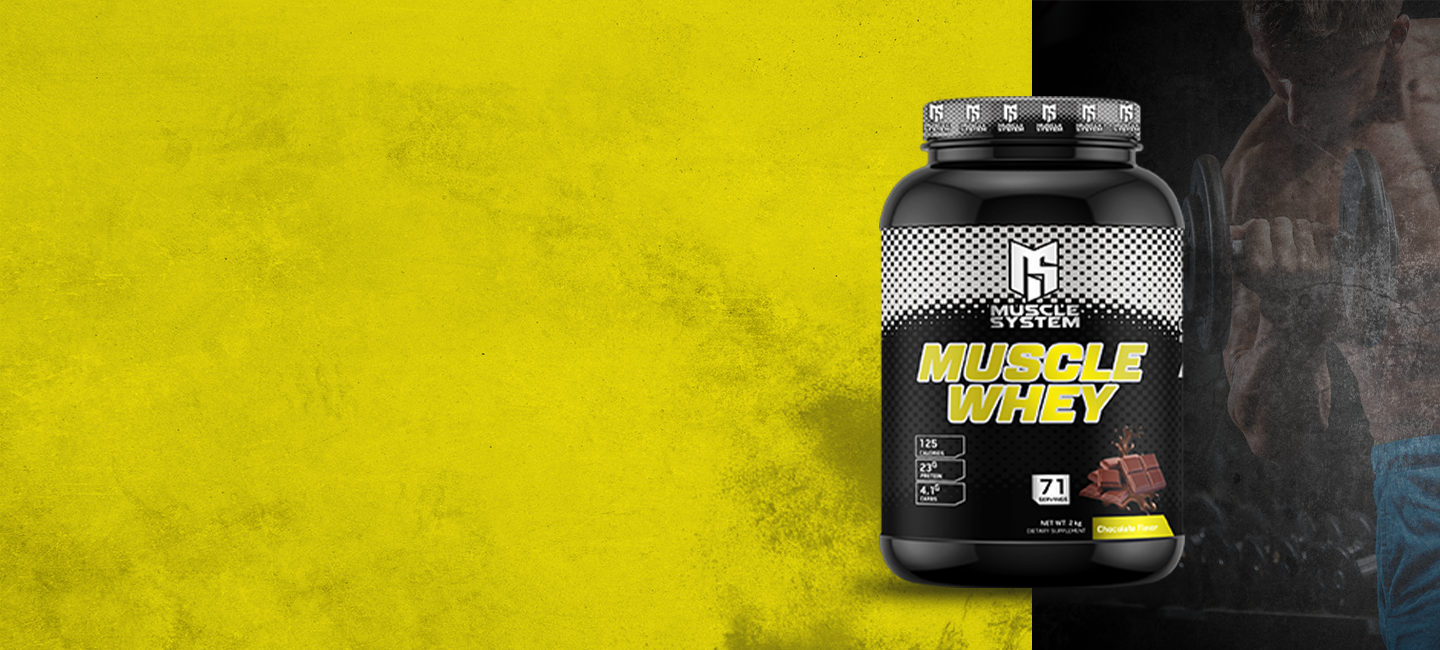 MUSCLE
SYSTEM
MUSCLE
WHEY
125
CALORIES
23G
PROTEIN
4.1G
CARBS
71
SERVINGS
NET WT. 2 kg
DIETARY SUPPLEMENT
Chocolate Flavor